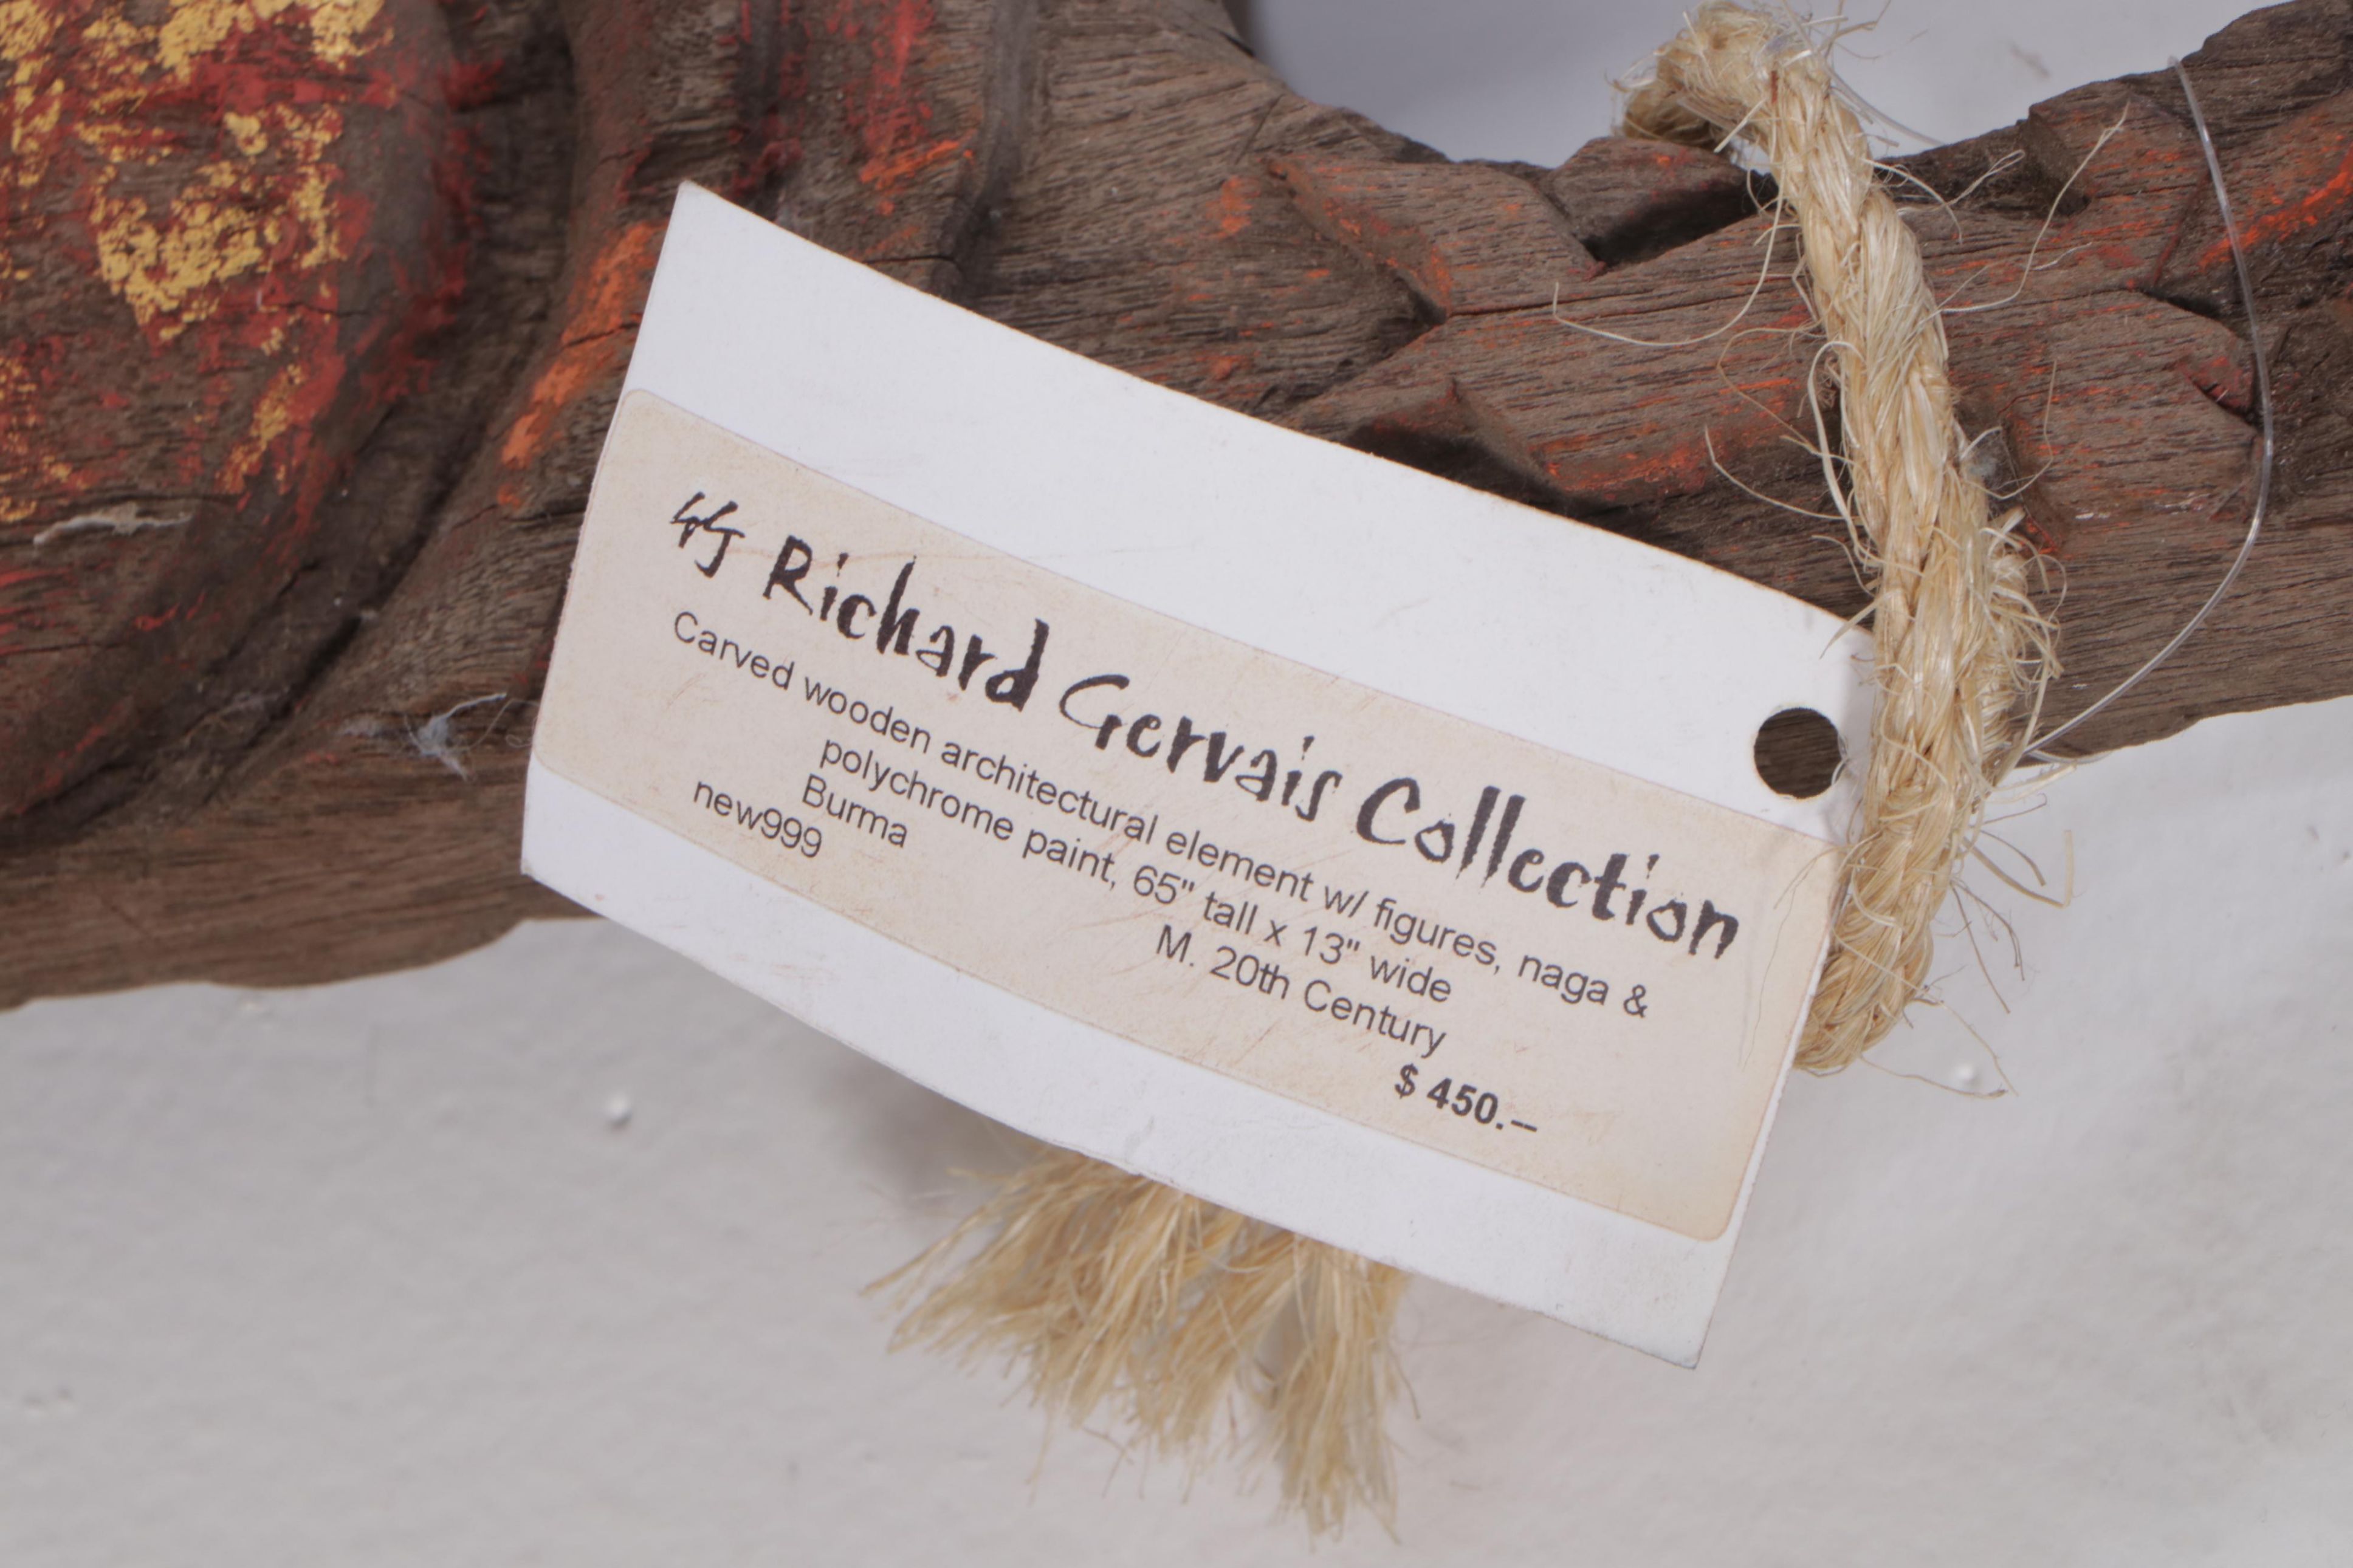 Richard Gervais Collection
Carved wooden architectural element w/ figures, naga &
polychrome paint, 65" tall x 13" wide
Burma M. 20th Century
new999 $ 450.--